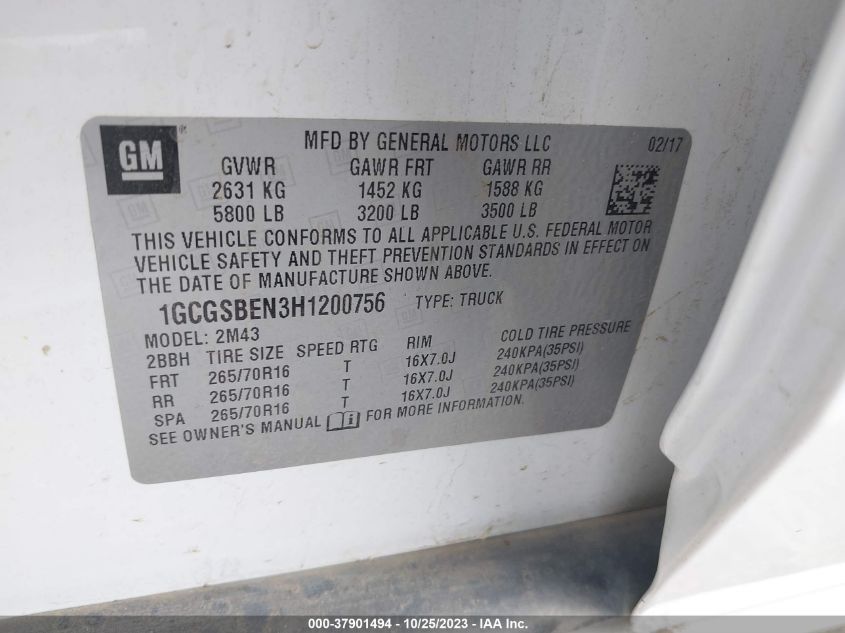 GM ®
MFD BY GENERAL MOTORS LLC 02/17
GVWR GAWR FRT GAWR RR
2631 KG 1452 KG 1588 KG
5800 LB 3200 LB 3500 LB
THIS VEHICLE CONFORMS TO ALL APPLICABLE U.S. FEDERAL MOTOR
VEHICLE SAFETY AND THEFT PREVENTION STANDARDS IN EFFECT ON
THE DATE OF MANUFACTURE SHOWN ABOVE.
1GCGSBEN3H1200756 TYPE: TRUCK
MODEL: 2M43
2BBH TIRE SIZE SPEED RTG RIM COLD TIRE PRESSURE
FRT 265/70R16 T 16X7.0J 240KPA(35PSI)
RR 265/70R16 T 16X7.0J 240KPA(35PSI)
SPA 265/70R16 T 16X7.0J 240KPA(35PSI)
SEE OWNER'S MANUAL FOR MORE INFORMATION.
000-37901494 - 10/25/2023 - IAA Inc.